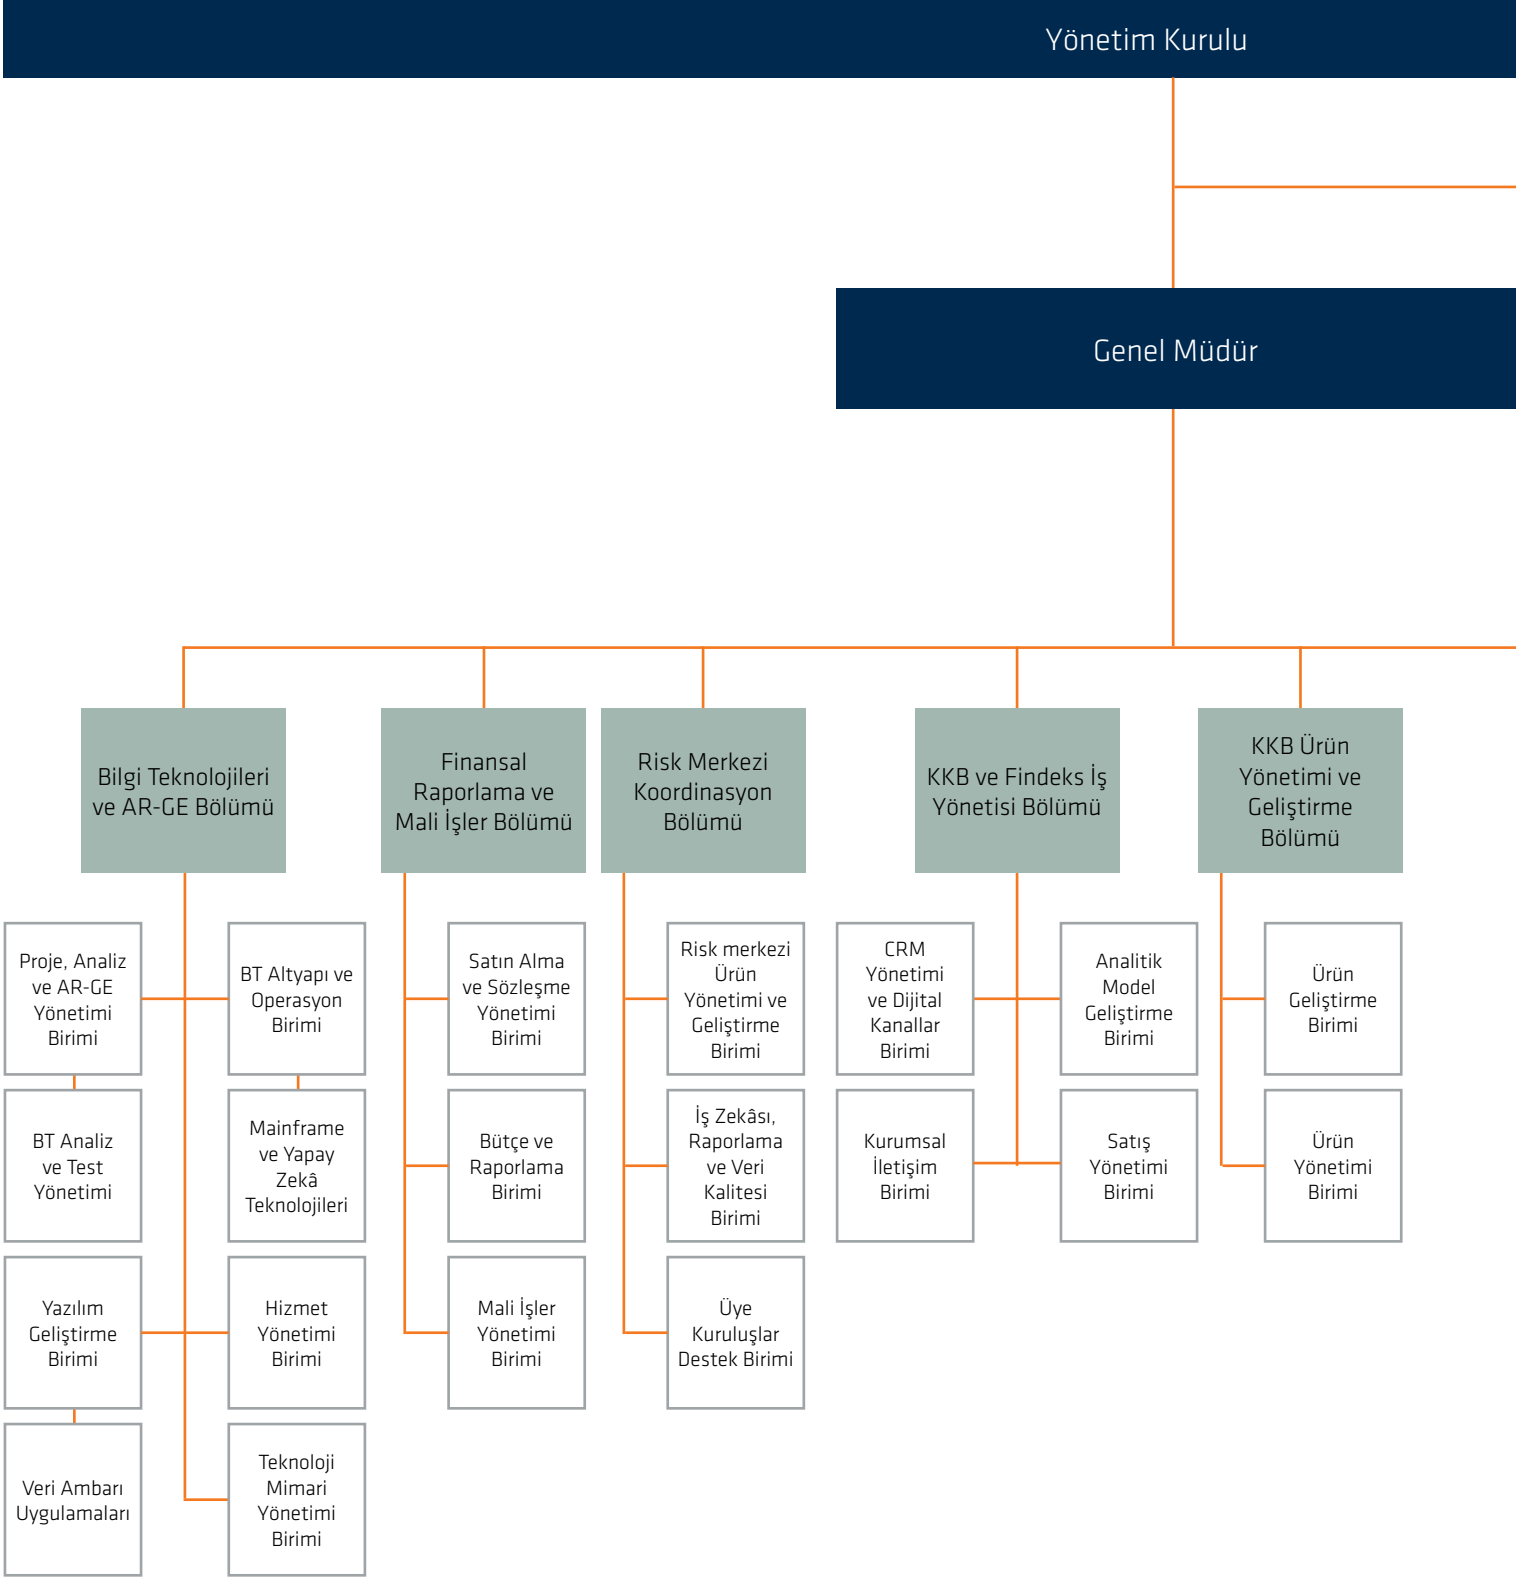 Yönetim Kurulu
Genel Müdür
Bilgi Teknolojileri
ve AR-GE Bölümü
Finansal
Raporlama ve
Mali İşler Bölümü
Risk Merkezi
Koordinasyon
Bölümü
KKB ve Findeks İş
Yönetisi Bölümü
KKB Ürün
Yönetimi ve
Geliştirme
Bölümü
Proje, Analiz
ve AR-GE
Yönetimi
Birimi
BT Altyapı ve
Operasyon
Birimi
Satın Alma
ve Sözleşme
Yönetimi
Birimi
Risk merkezi
Ürün
Yönetimi ve
Geliştirme
Birimi
CRM
Yönetimi
ve Dijital
Kanallar
Birimi
Analitik
Model
Geliştirme
Birimi
Ürün
Geliştirme
Birimi
BT Analiz
ve Test
Yönetimi
Mainframe
ve Yapay
Zekâ
Teknolojileri
Bütçe ve
Raporlama
Birimi
İş Zekâsı,
Raporlama
ve Veri
Kalitesi
Birimi
Kurumsal
İletişim
Birimi
Satış
Yönetimi
Birimi
Ürün
Yönetimi
Birimi
Yazılım
Geliştirme
Birimi
Hizmet
Yönetimi
Birimi
Mali İşler
Yönetimi
Birimi
Üye
Kuruluşlar
Destek Birimi
Veri Ambarı
Uygulamaları
Teknoloji
Mimari
Yönetimi
Birimi